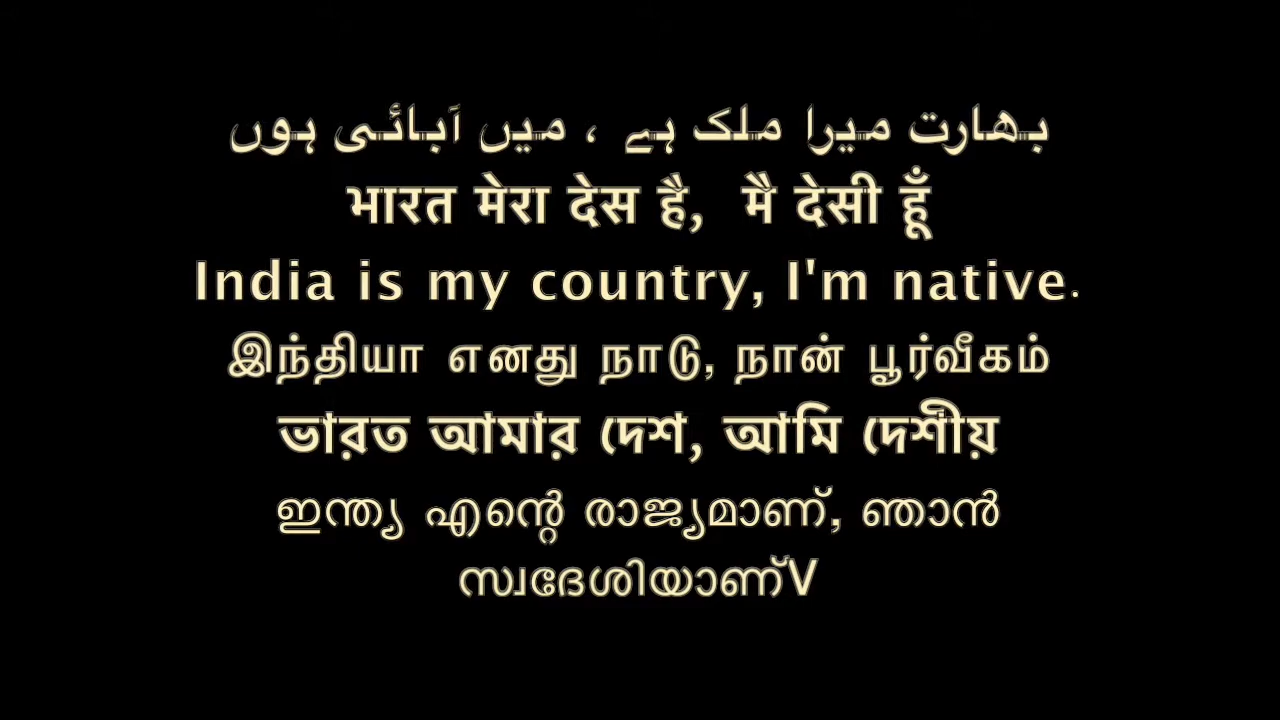 بھارت میرا ملک ہے ، میں آبائی ہوں
भारत मेरा देस है, मै देसी हूँ
India is my country, I'm native.
இந்தியா எனது நாடு, நான் பூர்வீகம்
ভারত আমার দেশ, আমি দেশীয়
ഇന്ത്യ എന്റെ രാജ്യമാണ്, ഞാൻ
സ്വദേശിയാണ്V